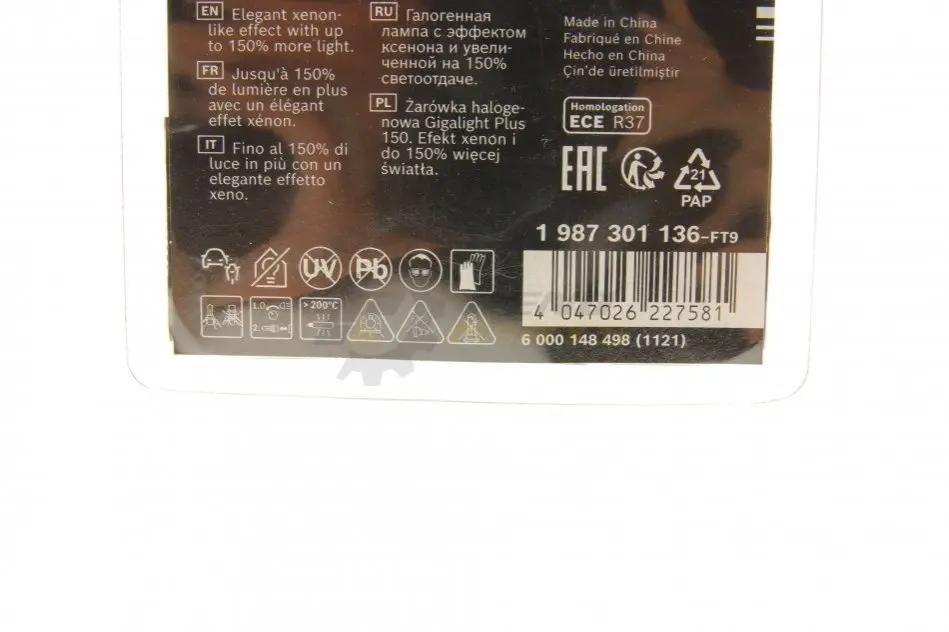 EN Elegant xenon-
like effect with up
to 150% more light.
FR Jusqu'à 150%
de lumière en plus
avec un élégant
effet xénon.
IT Fino al 150% di
luce in più con un
elegante effetto
xeno.
RU Галогенная
лампа с эффектом
ксенона и увели-
ченной на 150%
светоотдаче.
PL Żarówka haloge-
nowa Gigalight Plus
150. Efekt xenon i
do 150% więcej
światła.
Made in China
Fabriqué en Chine
Hecho en China
Çin'de üretilmiştir
Homologation
ECE R37
EAC
21
PAP
1 987 301 136-FT9
4 047026 227581
6 000 148 498 (1121)
UV
Pb
1.0
2.
> 200°C